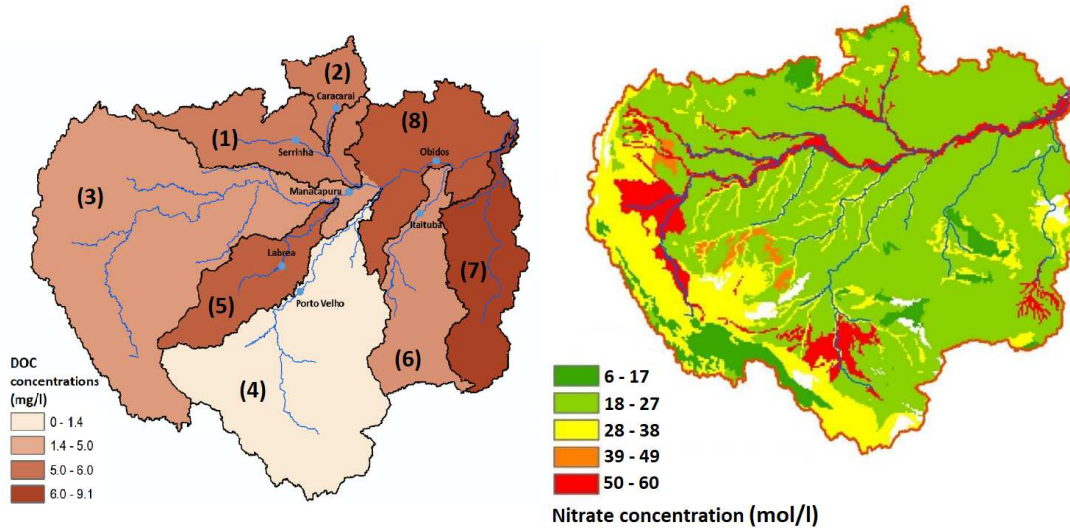 (2)
Caracarai
(8)
(1)
Serrinha
Obidos
(3)
Manacapuru
Itaituba
Labrea
(7)
(5)
Porto Velho
(6)
(4)
DOC
concentrations
(mg/l)
0 - 1.4
1.4 - 5.0
5.0 - 6.0
6.0 - 9.1
6 - 17
18 - 27
28 - 38
39 - 49
50 - 60
Nitrate concentration (mol/l)